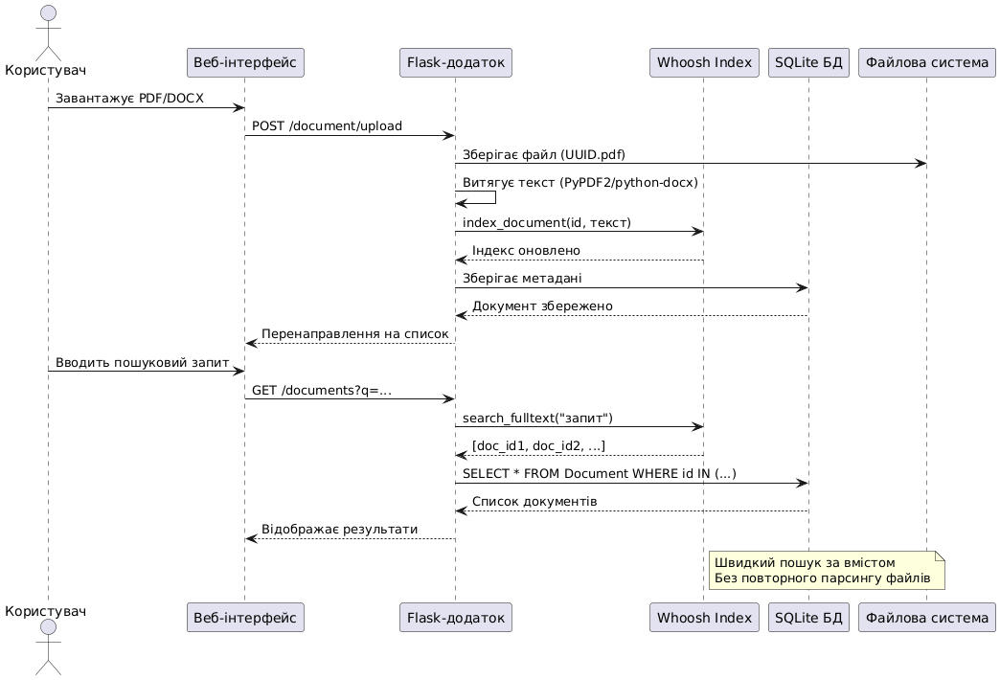 Користувач
Веб-інтерфейс
Flask-додаток
Whoosh Index
SQLite БД
Файлова система
Завантажує PDF/DOCX
POST /document/upload
Зберігає файл (UUID.pdf)
Витягує текст (PyPDF2/python-docx)
index_document(id, текст)
Індекс оновлено
Зберігає метадані
Документ збережено
Перенаправлення на список
Вводить пошуковий запит
GET /documents?q=...
search_fulltext("запит")
[doc_id1, doc_id2, ...]
SELECT * FROM Document WHERE id IN (...)
Список документів
Відображає результати
Швидкий пошук за вмістом
Без повторного парсингу файлів
Користувач
Веб-інтерфейс
Flask-додаток
Whoosh Index
SQLite БД
Файлова система